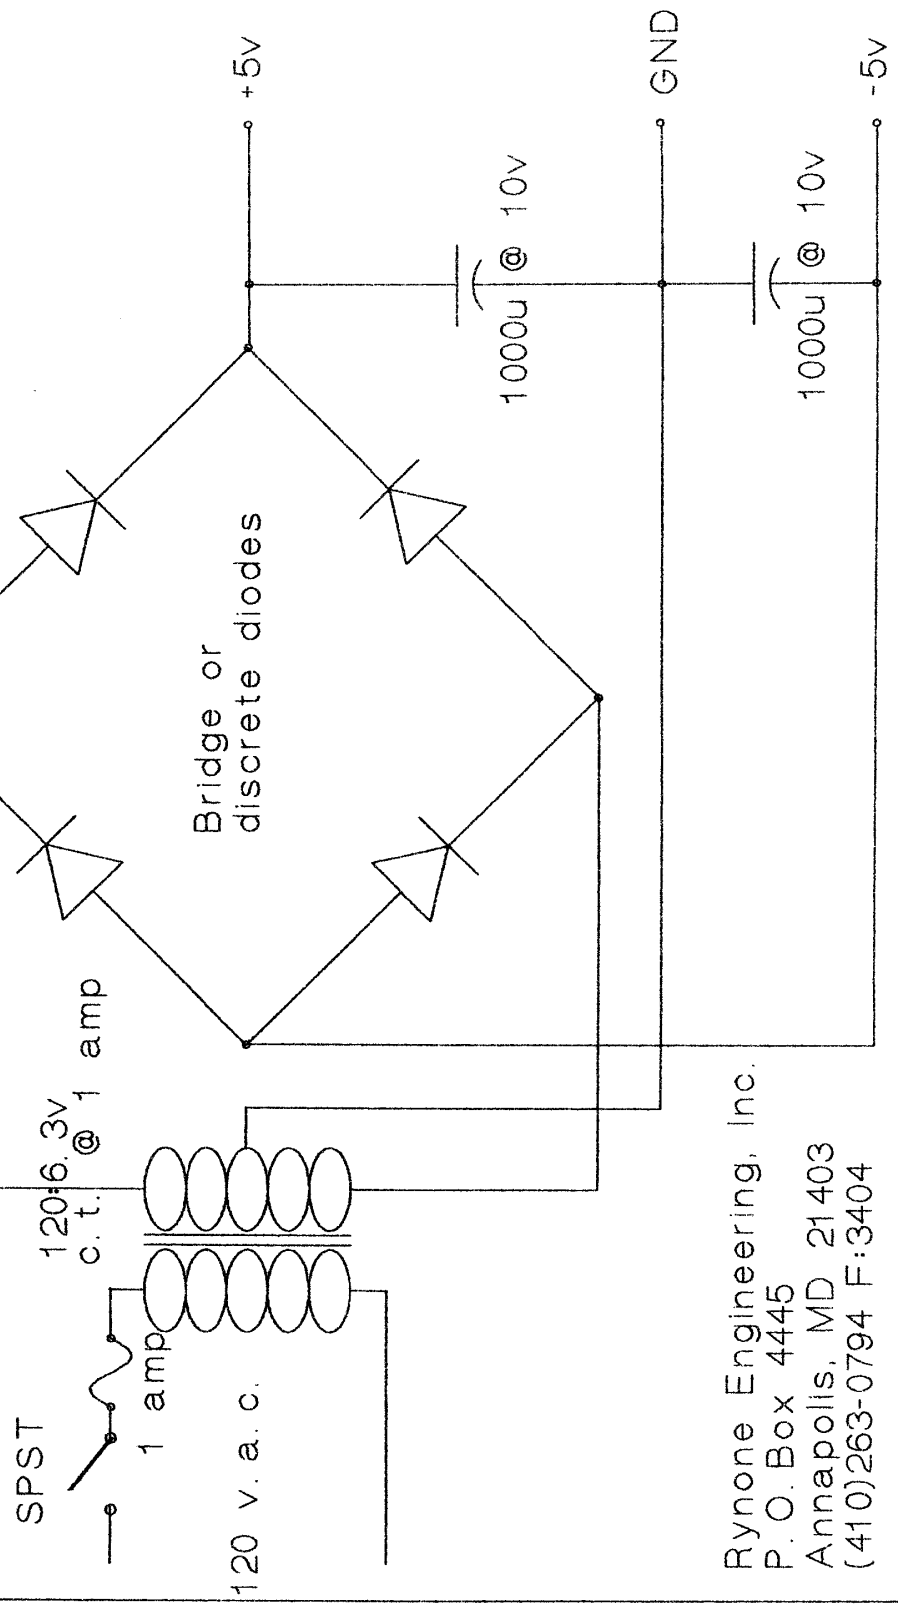 SPST
1 amp
120 v. a. c.
120:6. 3v
c. t. @ 1 amp
Bridge or
discrete diodes
+5v
1000u @ 10v
GND
1000u @ 10v
-5v
Rynone Engineering, Inc.
P. O. Box 4445
Annapolis, MD 21403
(410)263-0794 F:3404